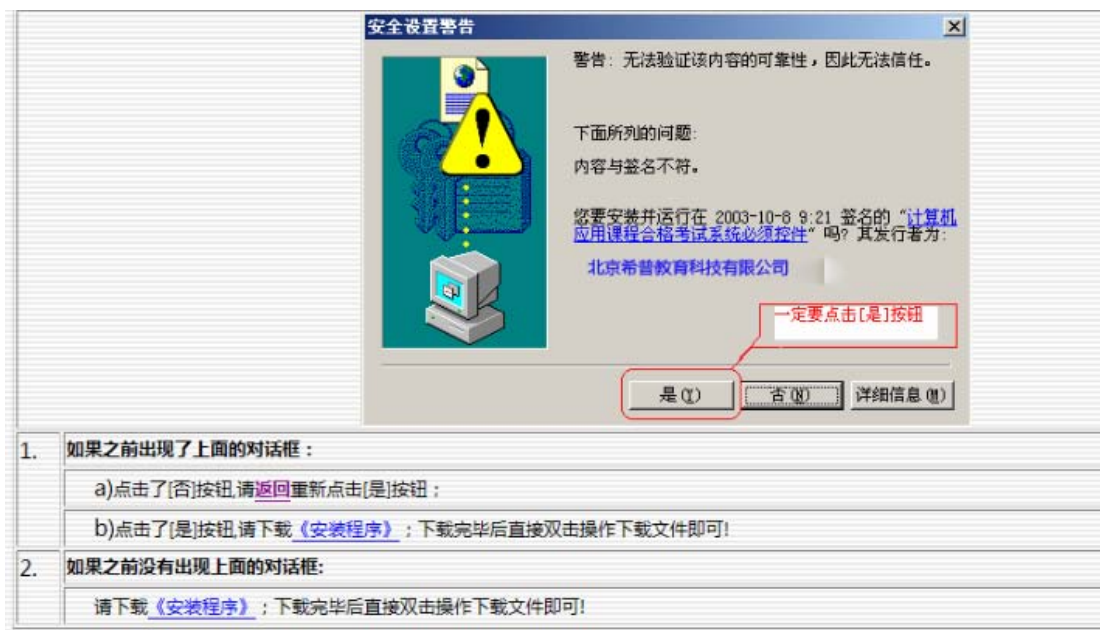 安全设置警告
警告: 无法验证该内容的可靠性，因此无法信任。
下面所列的问题:
内容与签名不符。
您要安装并运行在 2003-10-8 9:21 签名的 “计算机
应用课程合格考试系统必须控件” 吗? 其发行者为:
北京希普教育科技有限公司
一定要点击[是]按钮
是(Y) 否(N) 详细信息(M)
1. 如果之前出现了上面的对话框：
a)点击了[否]按钮,请返回重新点击[是]按钮；
b)点击了[是]按钮,请下载《安装程序》；下载完毕后直接双击操作下载文件即可!
2. 如果之前没有出现上面的对话框:
请下载《安装程序》；下载完毕后直接双击操作下载文件即可!